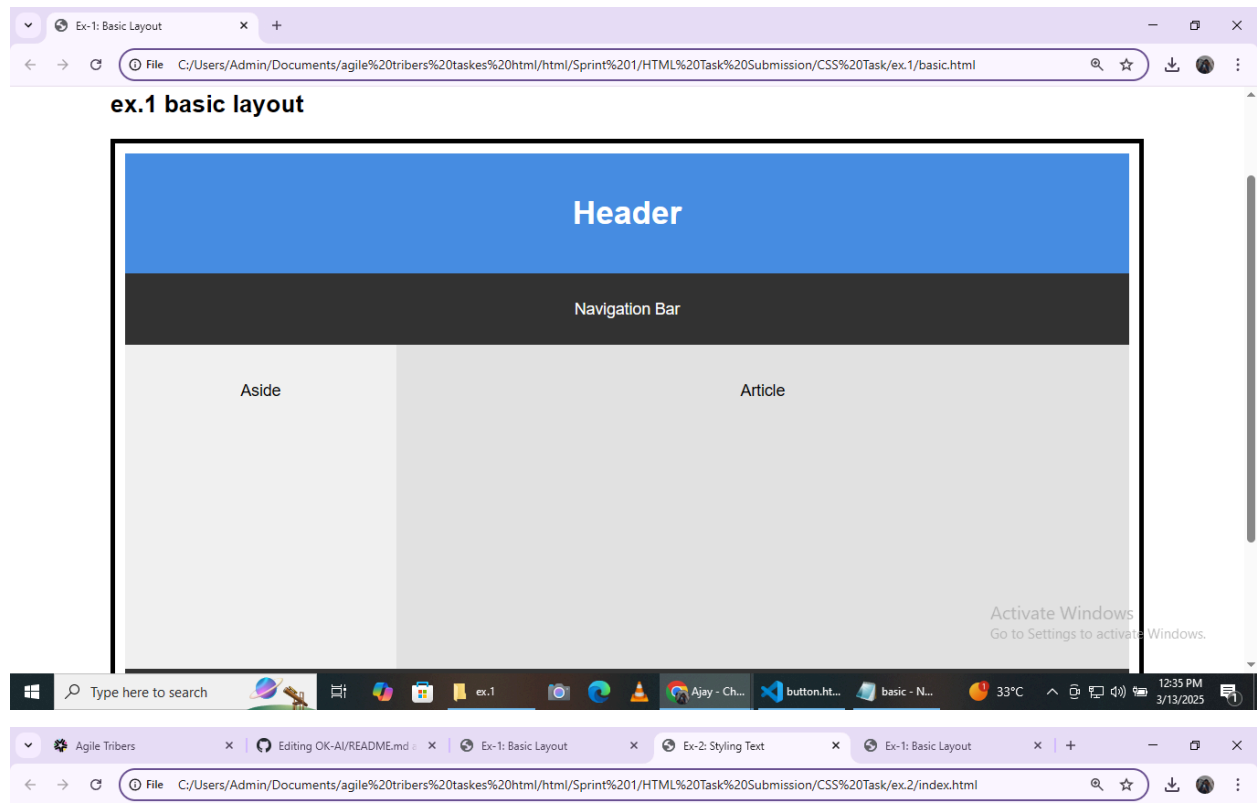 Ex-1: Basic Layout
File C:/Users/Admin/Documents/agile%20tribers%20taskes%20html/html/Sprint%201/HTML%20Task%20Submission/CSS%20Task/ex.1/basic.html
ex.1 basic layout
Header
Navigation Bar
Aside Article
Activate Windows
Go to Settings to activate Windows.
Type here to search ex.1 Ajay - Ch... button.ht... basic - N... 33°C 12:35 PM
3/13/2025
Agile Tribers Editing OK-AI/README.md Ex-1: Basic Layout Ex-2: Styling Text Ex-1: Basic Layout
File C:/Users/Admin/Documents/agile%20tribers%20taskes%20html/html/Sprint%201/HTML%20Task%20Submission/CSS%20Task/ex.2/index.html